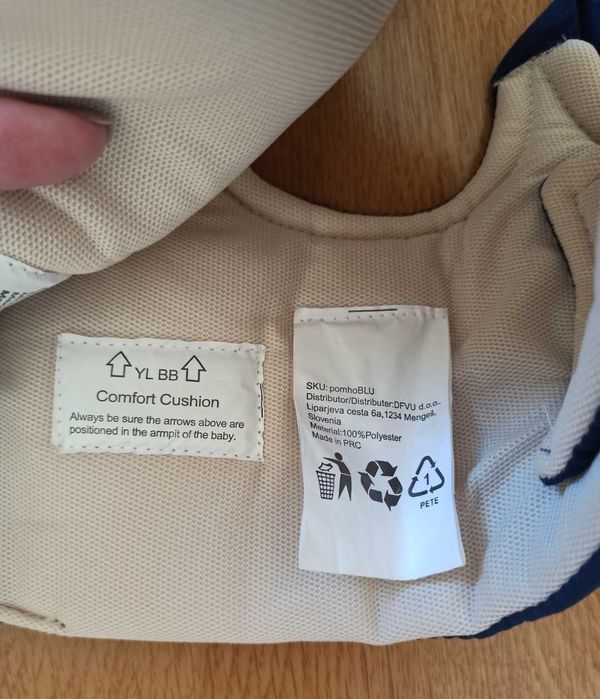 YL BB
Comfort Cushion
Always be sure the arrows above are
positioned in the armpit of the baby.
SKU: pomhoBLU
Distributor/Distributer:DFVU d.o.o.,
Liparjeva cesta 6a,1234 Mengeš,
Slovenia
Material:100%Polyester
Made in PRC
1
PETE